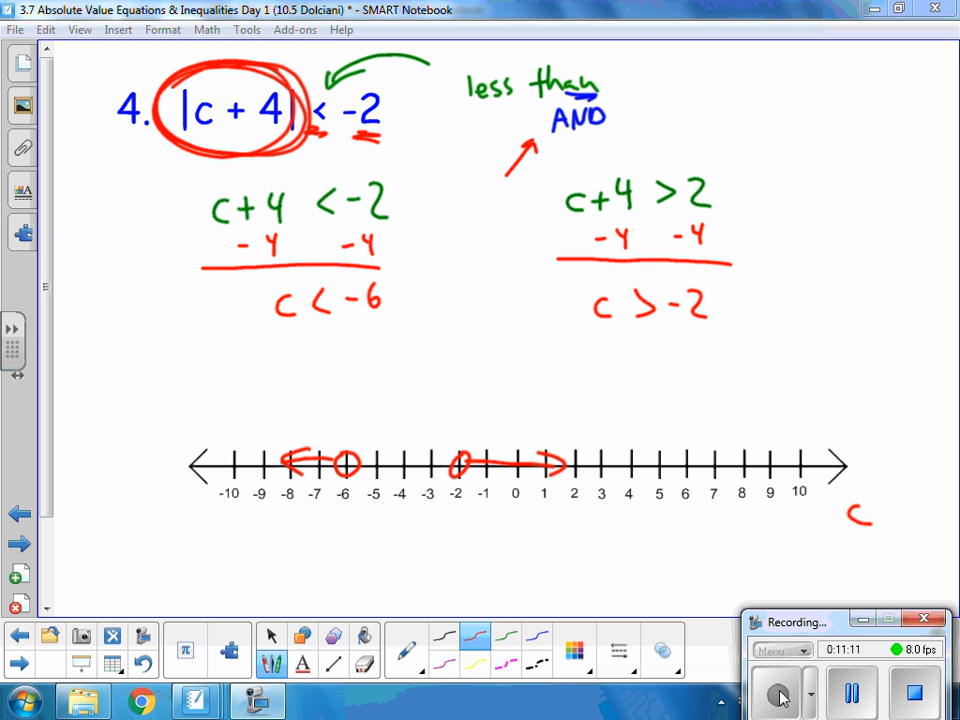 3.7 Absolute Value Equations & Inequalities Day 1 (10.5 Dolciani) * - SMART Notebook
File Edit View Insert Format Math Tools Add-ons Help
4. |c + 4| < -2
less than
AND
c+4 < -2
c+4 > 2
-4 -4
-4 -4
c < -6
c > -2
-10 -9 -8 -7 -6 -5 -4 -3 -2 -1 0 1 2 3 4 5 6 7 8 9 10
c
Recording...
Menu
0:11:11
8.0 fps